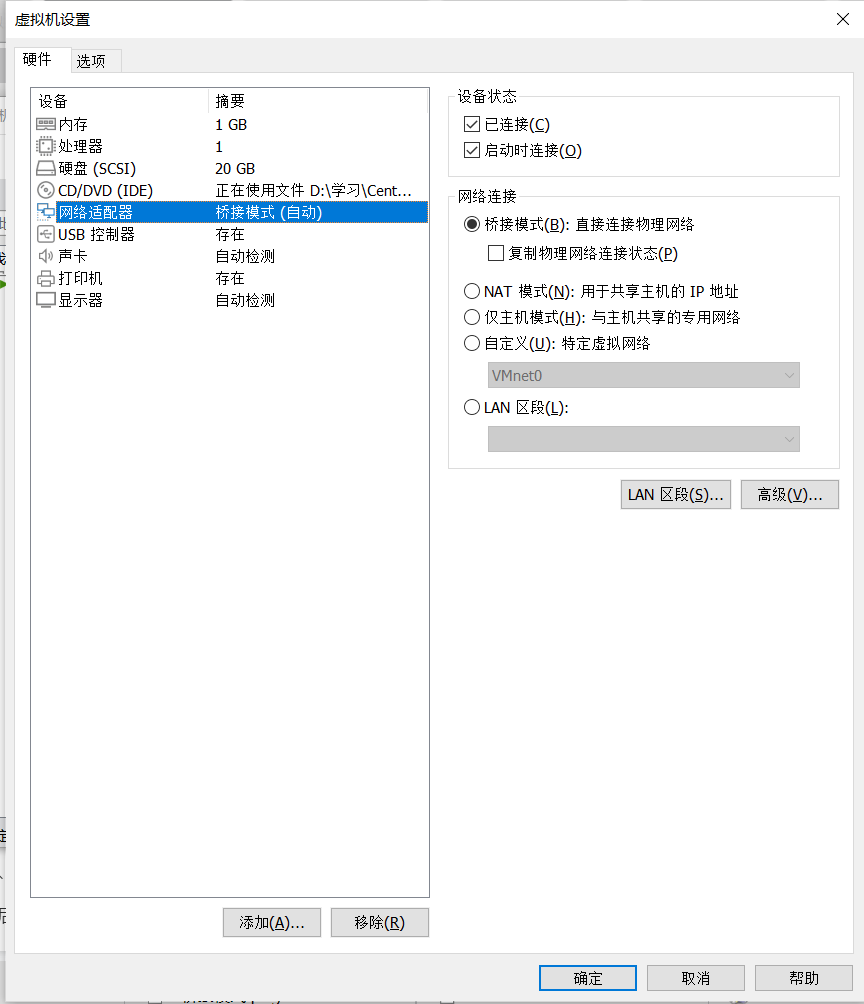 虚拟机设置
硬件 选项
设备 摘要
内存 1 GB
处理器 1
硬盘 (SCSI) 20 GB
CD/DVD (IDE) 正在使用文件 D:\学习\Cent...
网络适配器 桥接模式 (自动)
USB 控制器 存在
声卡 自动检测
打印机 存在
显示器 自动检测
添加(A)... 移除(R)
设备状态
已连接(C)
启动时连接(O)
网络连接
桥接模式(B): 直接连接物理网络
复制物理网络连接状态(P)
NAT 模式(N): 用于共享主机的 IP 地址
仅主机模式(H): 与主机共享的专用网络
自定义(U): 特定虚拟网络
VMnet0
LAN 区段(L):
LAN 区段(S)... 高级(V)...
确定 取消 帮助